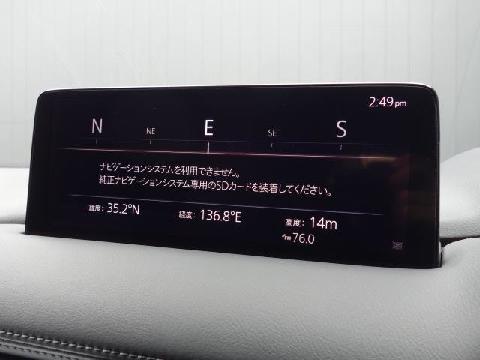 2:49pm
N NE E SE S
ナビゲーションシステムを利用できません。
純正ナビゲーションシステム専用のSDカードを装着してください。
緯度: 35.2°N 経度: 136.8°E 高度: 14m
76.0